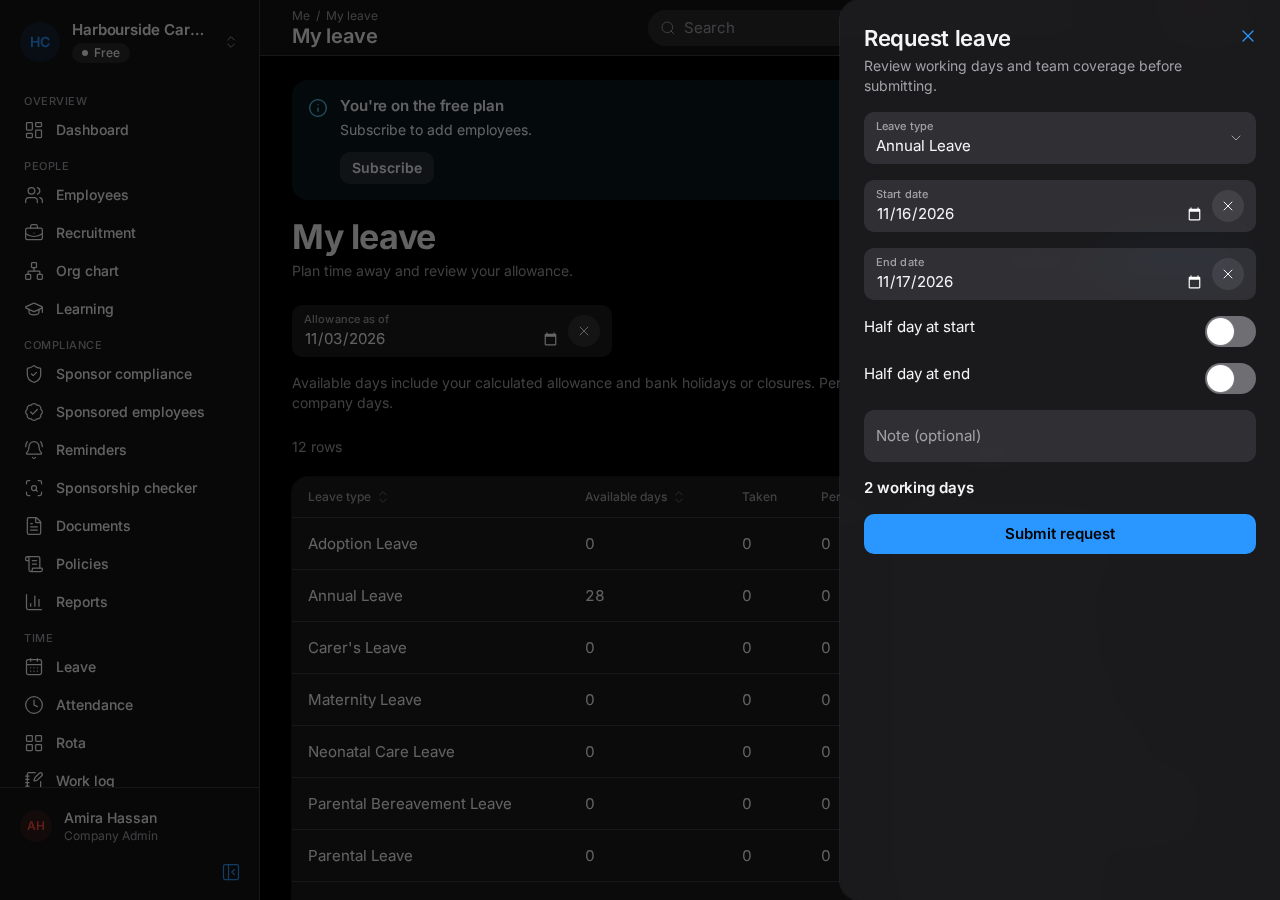 HC
Harbourside Car...
Free
OVERVIEW
Dashboard
PEOPLE
Employees
Recruitment
Org chart
Learning
COMPLIANCE
Sponsor compliance
Sponsored employees
Reminders
Sponsorship checker
Documents
Policies
Reports
TIME
Leave
Attendance
Rota
Work log
AH
Amira Hassan
Company Admin
Me / My leave
My leave
Search
You're on the free plan
Subscribe to add employees.
Subscribe
My leave
Plan time away and review your allowance.
Allowance as of
11/03/2026
Available days include your calculated allowance and bank holidays or closures. Per
company days.
12 rows
Leave type Available days Taken Per
Adoption Leave 0 0 0
Annual Leave 28 0 0
Carer's Leave 0 0 0
Maternity Leave 0 0 0
Neonatal Care Leave 0 0 0
Parental Bereavement Leave 0 0 0
Parental Leave 0 0 0
Request leave
Review working days and team coverage before
submitting.
Leave type
Annual Leave
Start date
11/16/2026
End date
11/17/2026
Half day at start
Half day at end
Note (optional)
2 working days
Submit request